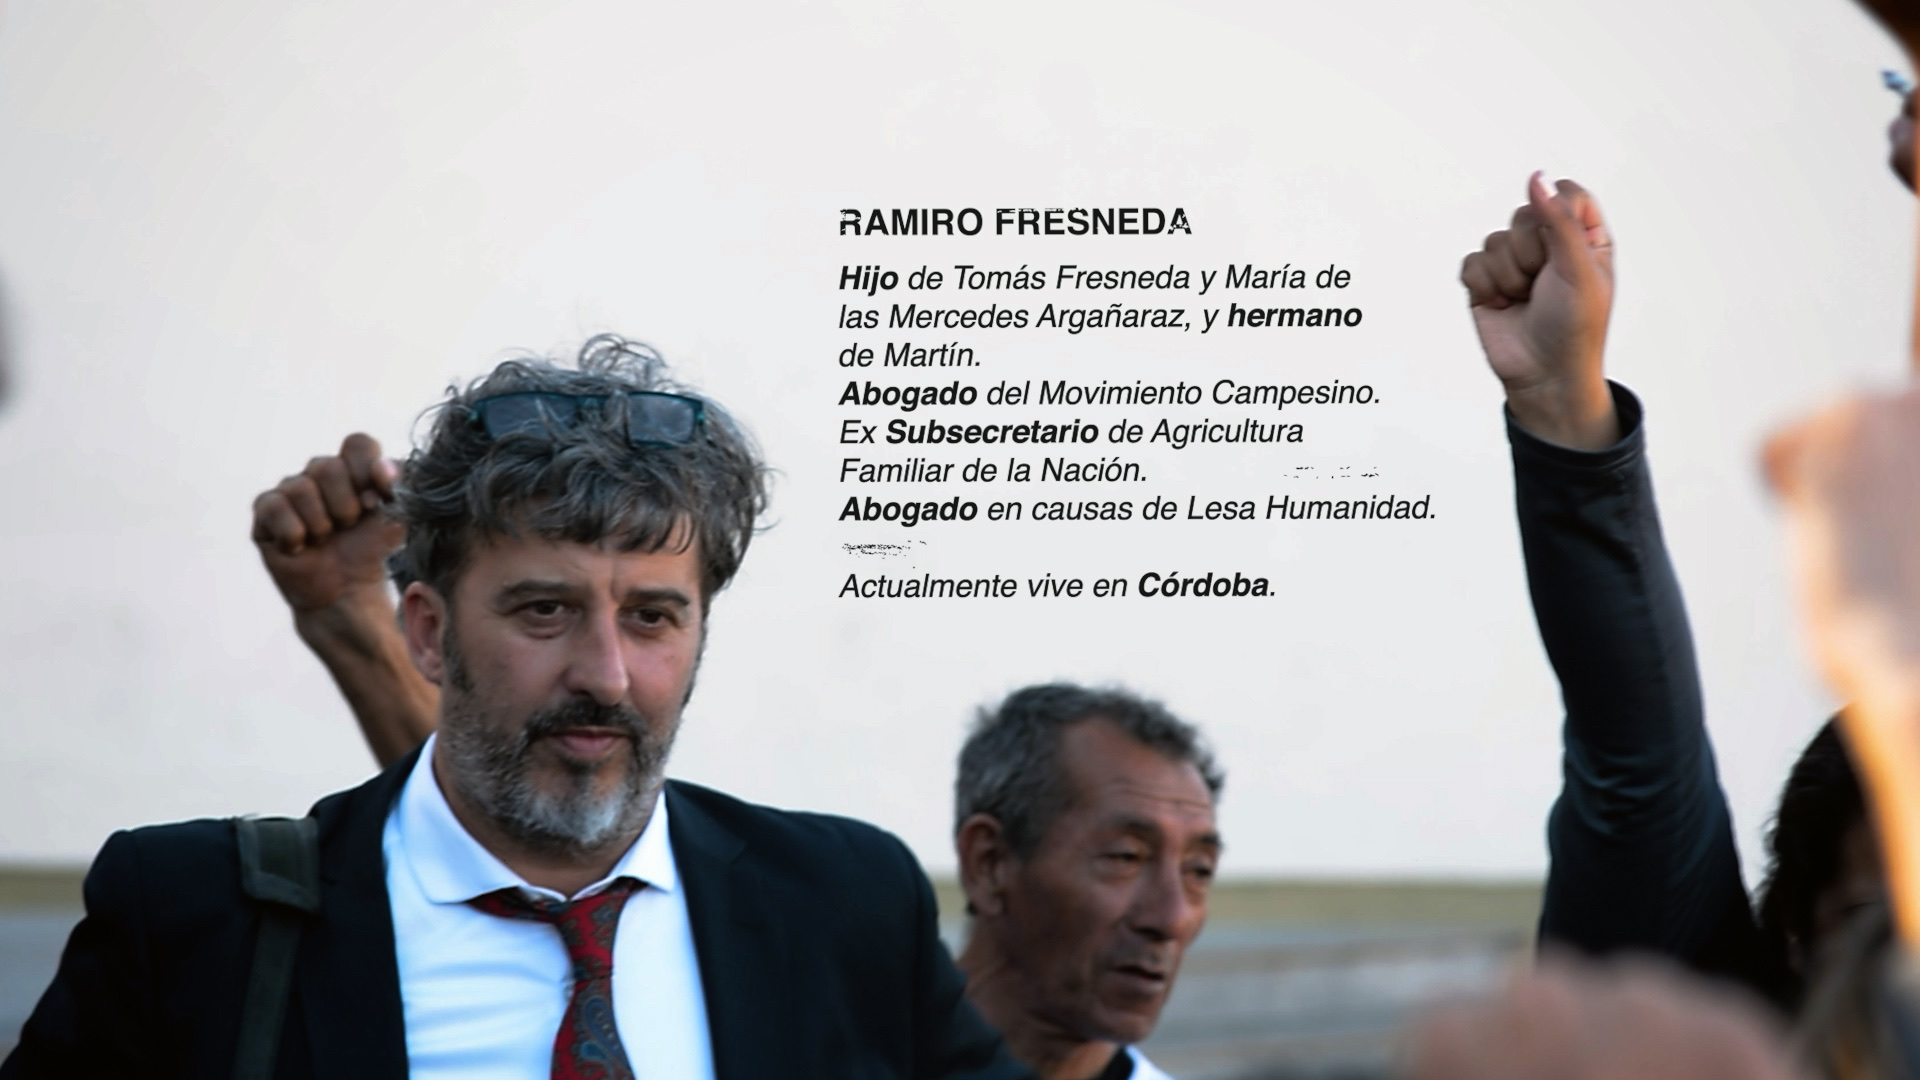 RAMIRO FRESNEDA
Hijo de Tomás Fresneda y María de
las Mercedes Argañaraz, y hermano
de Martín.
Abogado del Movimiento Campesino.
Ex Subsecretario de Agricultura
Familiar de la Nación.
Abogado en causas de Lesa Humanidad.
Actualmente vive en Córdoba.